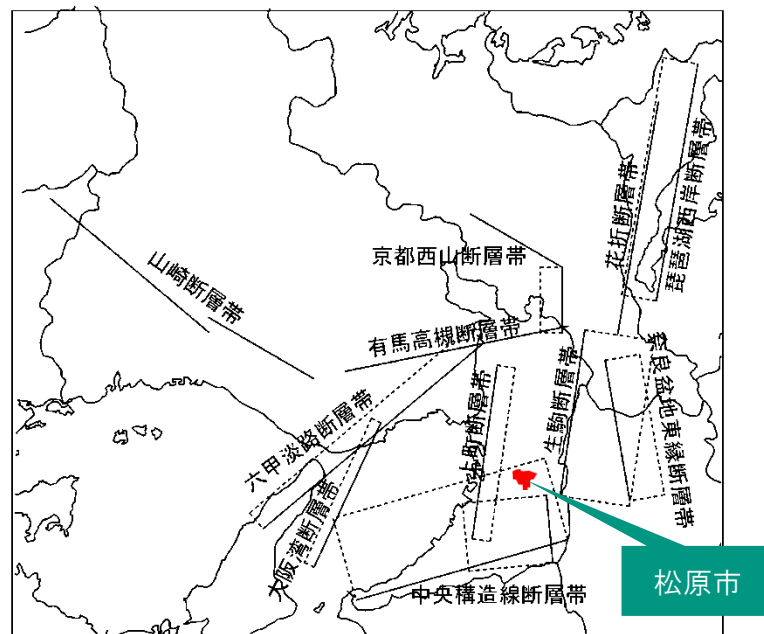 花折断層帯
琵琶湖西岸断層帯
京都西山断層帯
山崎断層帯
有馬高槻断層帯
奈良盆地東縁断層帯
生駒断層帯
上町断層帯
六甲淡路断層帯
大阪湾断層帯
松原市
中央構造線断層帯